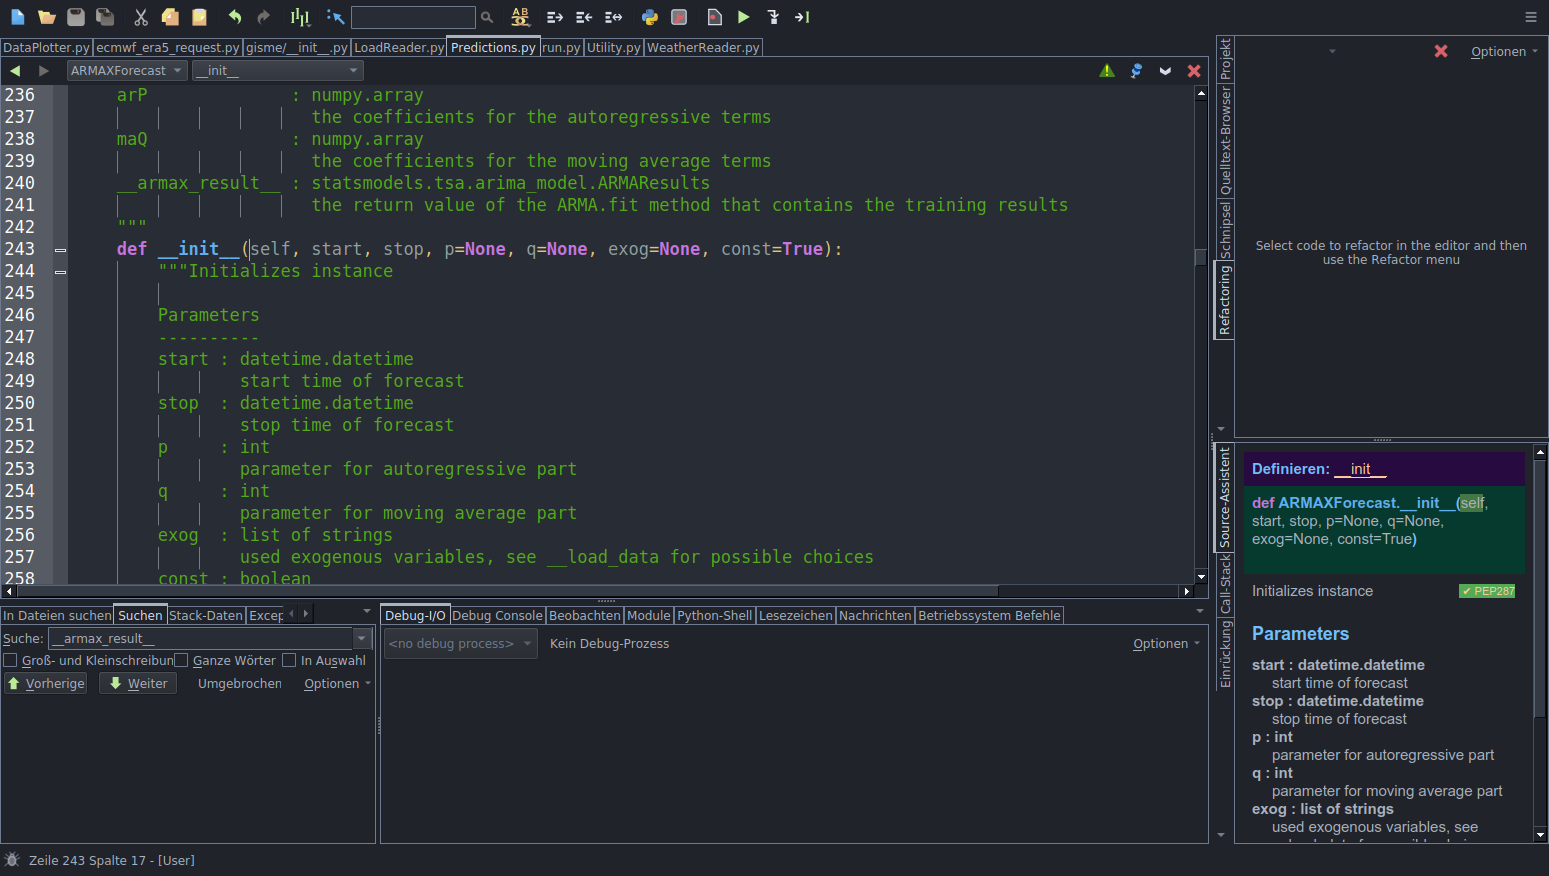 AB
DataPlotter.py ecmwf_era5_request.py gisme/__init__.py LoadReader.py Predictions.py run.py Utility.py WeatherReader.py
ARMAXForecast __init__
236 arP : numpy.array
237 the coefficients for the autoregressive terms
238 maQ : numpy.array
239 the coefficients for the moving average terms
240 __armax_result__ : statsmodels.tsa.arima_model.ARMAResults
241 the return value of the ARMA.fit method that contains the training results
242 """
243 def __init__(self, start, stop, p=None, q=None, exog=None, const=True):
244 """Initializes instance
245
246 Parameters
247 ----------
248 start : datetime.datetime
249 start time of forecast
250 stop : datetime.datetime
251 stop time of forecast
252 p : int
253 parameter for autoregressive part
254 q : int
255 parameter for moving average part
256 exog : list of strings
257 used exogenous variables, see __load_data for possible choices
258 const : boolean
In Dateien suchen Suchen Stack-Daten Excep
Suche: __armax_result__
Groß- und Kleinschreibun Ganze Wörter In Auswahl
Vorherige Weiter Umgebrochen Optionen
Debug-I/O Debug Console Beobachten Module Python-Shell Lesezeichen Nachrichten Betriebssystem Befehle
<no debug process> Kein Debug-Prozess Optionen
Projekt
Quelltext-Browser
Schnipsel
Refactoring
Optionen
Select code to refactor in the editor and then
use the Refactor menu
Source-Assistent
Call-Stack
Einrückung
Definieren: __init__
def ARMAXForecast.__init__(self,
start, stop, p=None, q=None,
exog=None, const=True)
Initializes instance ✔ PEP287
Parameters
start : datetime.datetime
start time of forecast
stop : datetime.datetime
stop time of forecast
p : int
parameter for autoregressive part
q : int
parameter for moving average part
exog : list of strings
used exogenous variables, see
Zeile 243 Spalte 17 - [User]